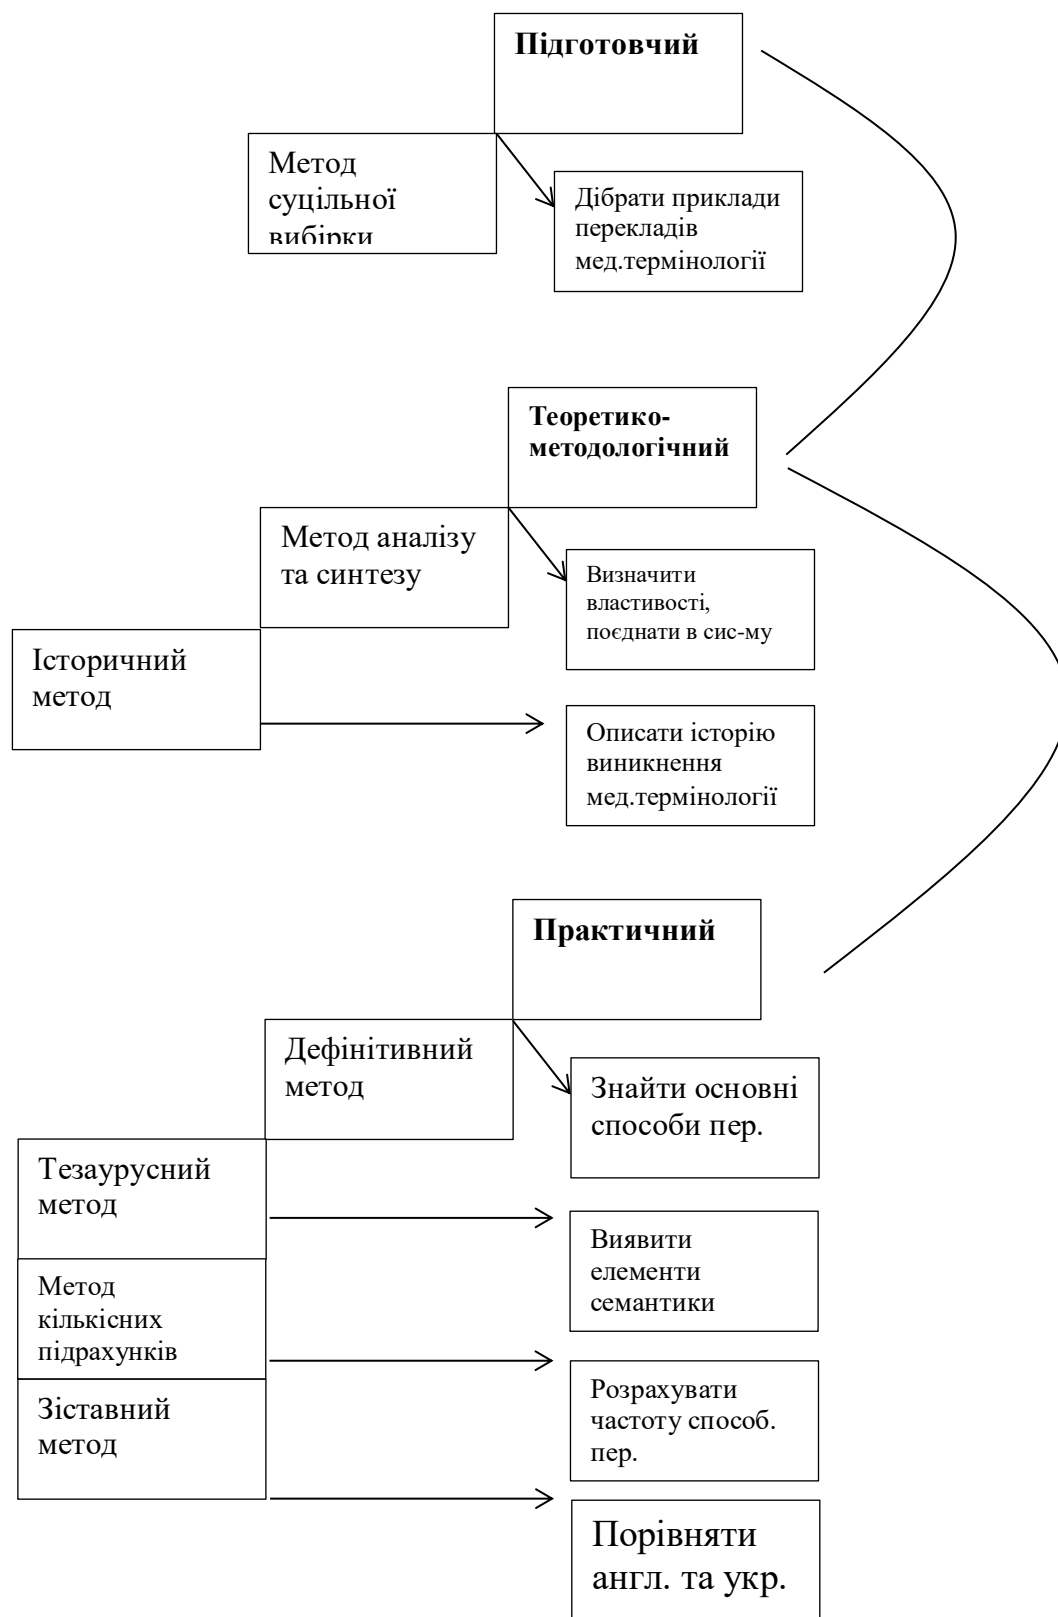 Підготовчий
Метод
суцільної
вибірки
Дібрати приклади
перекладів
мед.термінології
Теоретико-
методологічний
Метод аналізу
та синтезу
Визначити
властивості,
поєднати в сис-му
Історичний
метод
Описати історію
виникнення
мед.термінології
Практичний
Дефінітивний
метод
Знайти основні
способи пер.
Тезаурусний
метод
Виявити
елементи
семантики
Метод
кількісних
підрахунків
Розрахувати
частоту способ.
пер.
Зіставний
метод
Порівняти
англ. та укр.